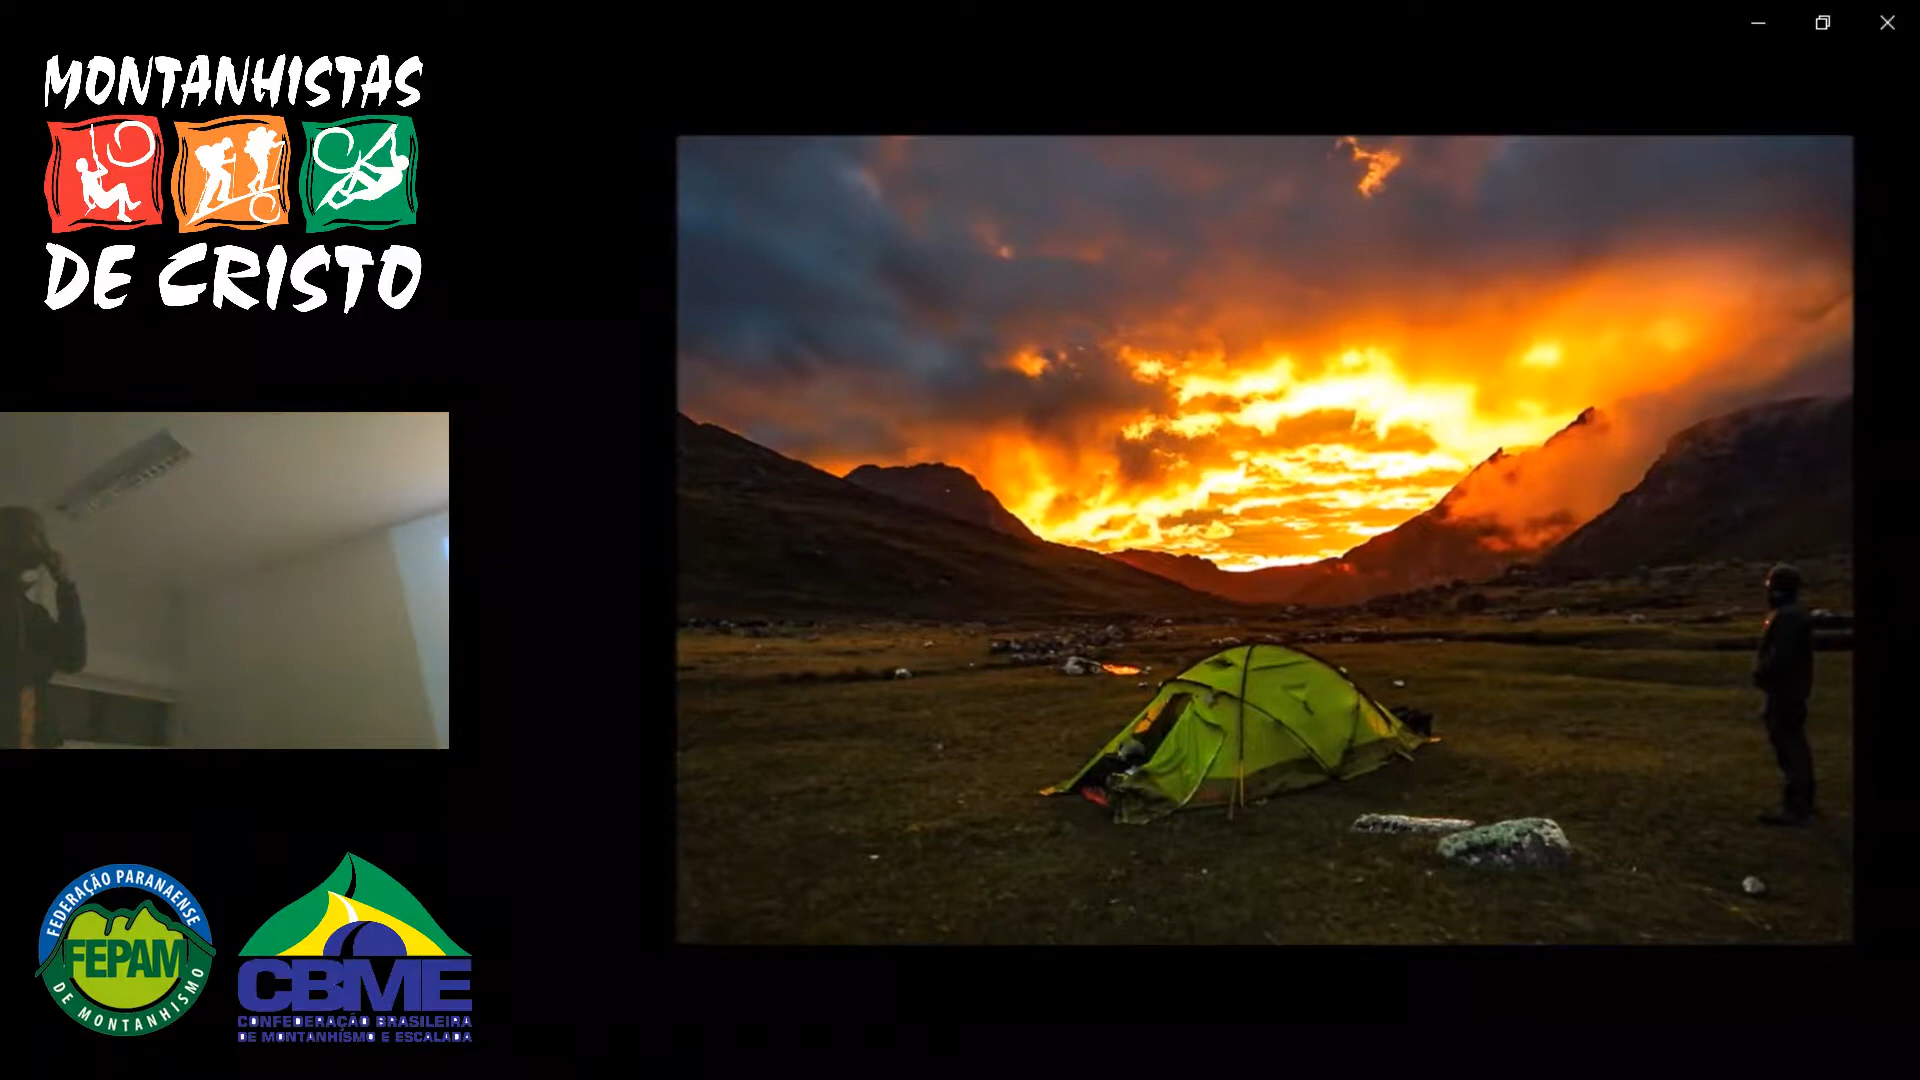 MONTANHISTAS
DE CRISTO
FEDERAÇÃO PARANAENSE
FEPAM
DE MONTANHISMO
CBME
CONFEDERAÇÃO BRASILEIRA
DE MONTANHISMO E ESCALADA